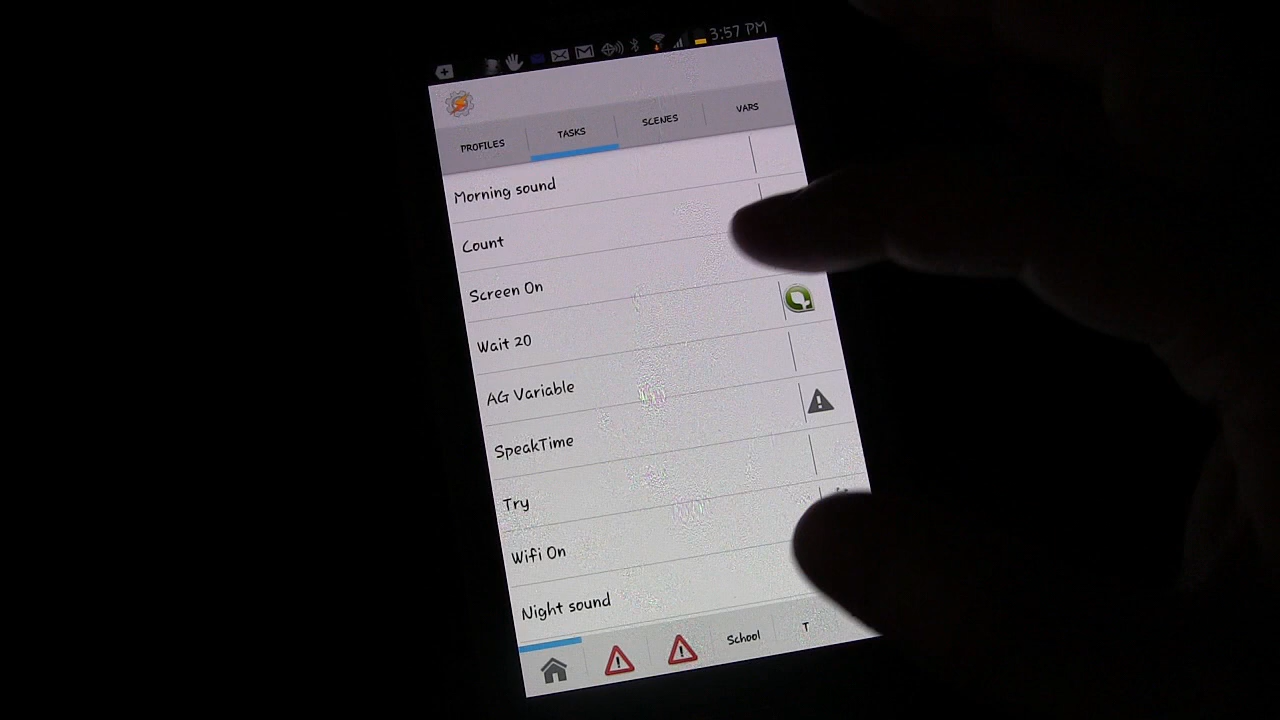 3:57 PM
PROFILES
TASKS
SCENES
VARS
Morning sound
Count
Screen On
Wait 20
AG Variable
SpeakTime
Try
Wifi On
Night sound
School
T